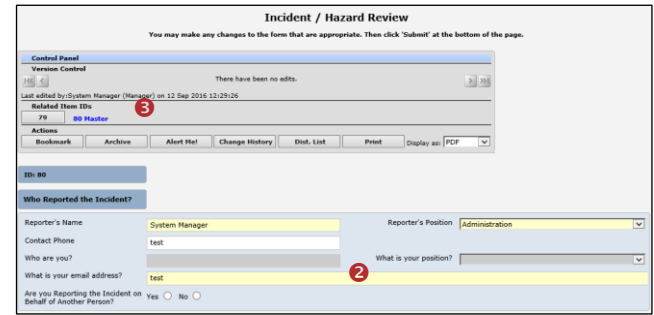 Incident / Hazard Review
You may make any changes to the form that are appropriate. Then click 'Submit' at the bottom of the page.
Control Panel
Version Control
There have been no edits.
Last edited by:System Manager (Manager) on 12 Sep 2016 12:29:26
3
Related Item IDs
79 80 Master
Actions
Bookmark Archive Alert Me! Change History Dist. List Print Display as: PDF
ID: 80
Who Reported the Incident?
Reporter's Name System Manager Reporter's Position Administration
Contact Phone test
Who are you? What is your position?
2
What is your email address? test
Are you Reporting the Incident on Yes No
Behalf of Another Person?